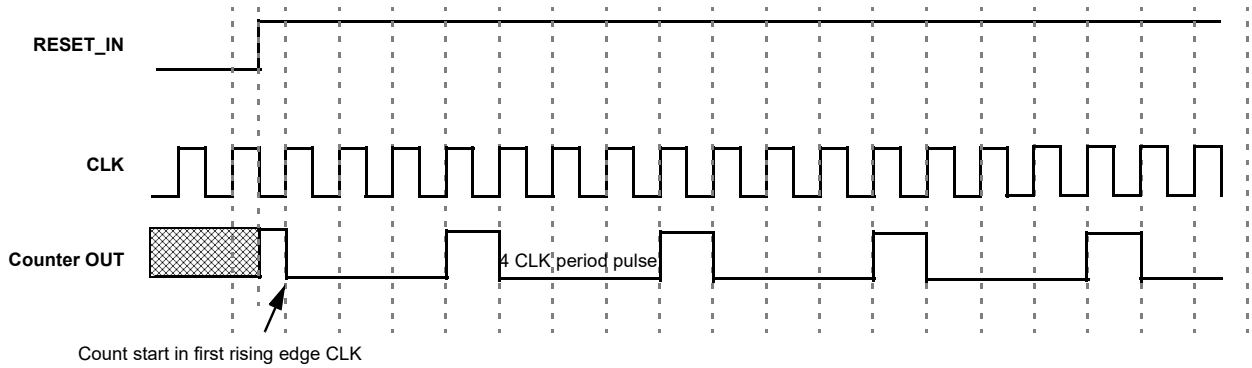 RESET_IN
CLK
Counter OUT
4 CLK period pulse
Count start in first rising edge CLK